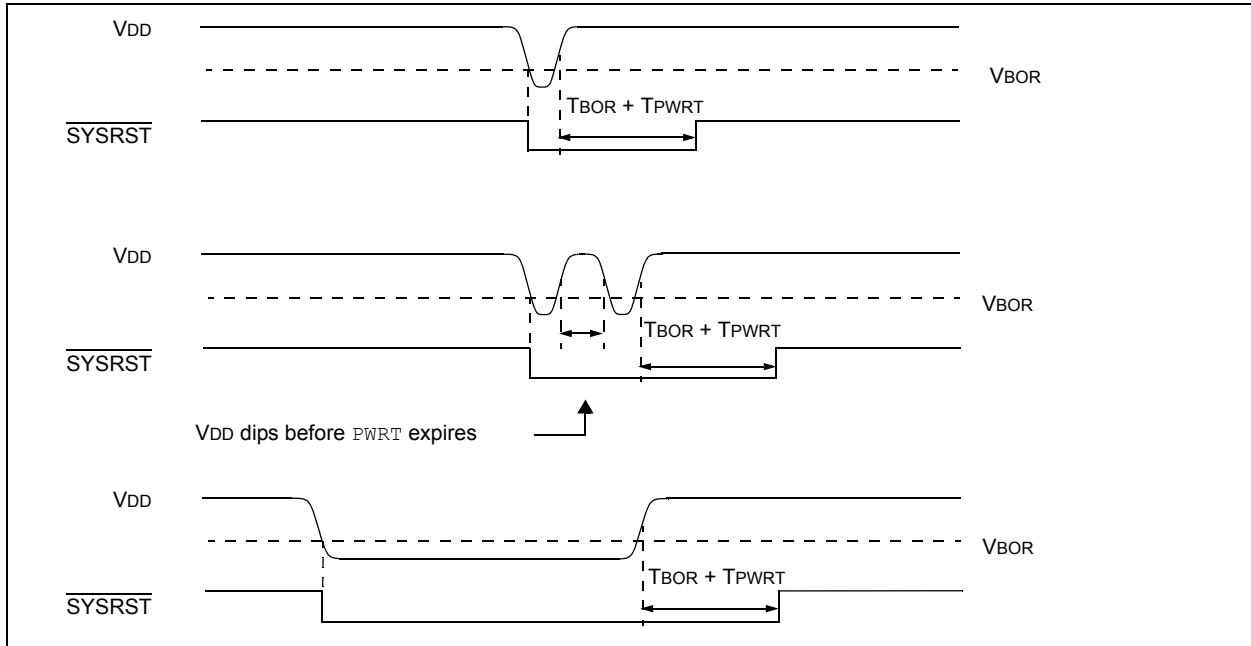 VDD
VBOR
TBOR + TPWRT
SYSRST
VDD
VBOR
TBOR + TPWRT
SYSRST
VDD dips before PWRT expires
VDD
VBOR
TBOR + TPWRT
SYSRST